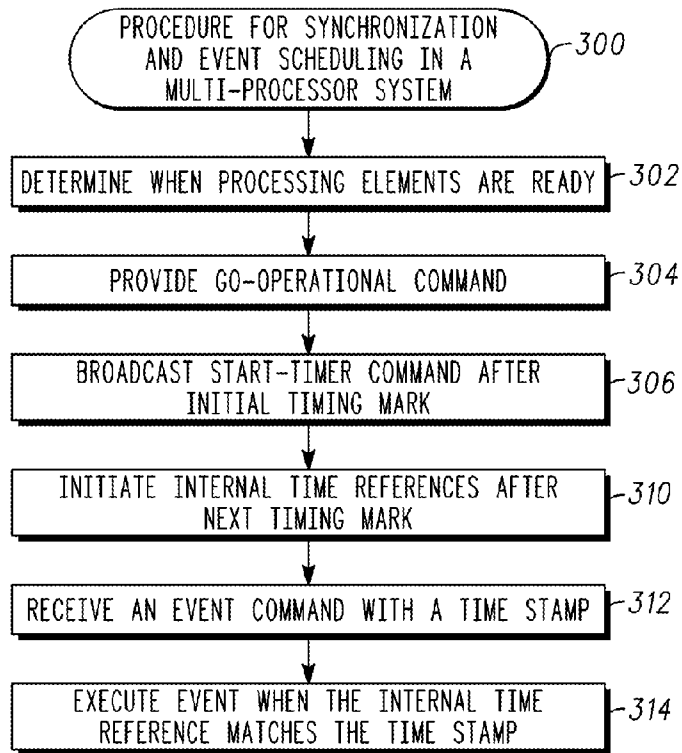 PROCEDURE FOR SYNCHRONIZATION
AND EVENT SCHEDULING IN A
MULTI-PROCESSOR SYSTEM
300
DETERMINE WHEN PROCESSING ELEMENTS ARE READY
302
PROVIDE GO-OPERATIONAL COMMAND
304
BROADCAST START-TIMER COMMAND AFTER
INITIAL TIMING MARK
306
INITIATE INTERNAL TIME REFERENCES AFTER
NEXT TIMING MARK
310
RECEIVE AN EVENT COMMAND WITH A TIME STAMP
312
EXECUTE EVENT WHEN THE INTERNAL TIME
REFERENCE MATCHES THE TIME STAMP
314